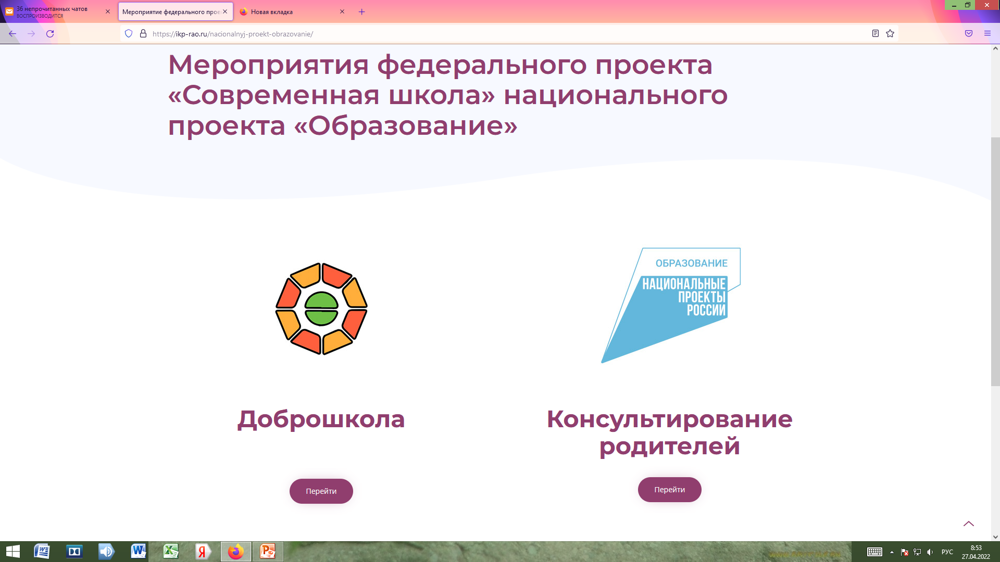 36 непрочитанных чатов
ВОСПРОИЗВОДИТСЯ
Мероприятие федерального прое
Новая вкладка
https://ikp-rao.ru/nacionalnyj-proekt-obrazovanie/
Мероприятия федерального проекта
«Современная школа» национального
проекта «Образование»
ОБРАЗОВАНИЕ
НАЦИОНАЛЬНЫЕ
ПРОЕКТЫ
РОССИИ
Доброшкола
Консультирование
родителей
Перейти
Перейти
РУС
8:53
27.04.2022